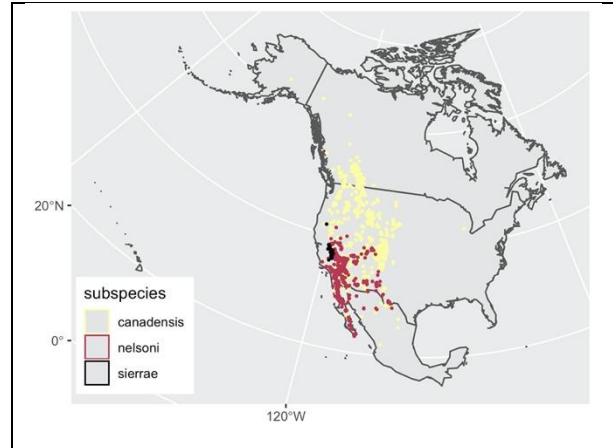 20°N
0°
subspecies
canadensis
nelsoni
sierrae
120°W